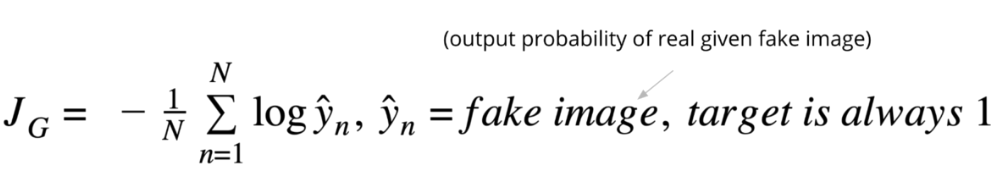 (output probability of real given fake image)
J_G = - 1/N N∑n=1 log ŷ_n, ŷ_n = fake image, target is always 1